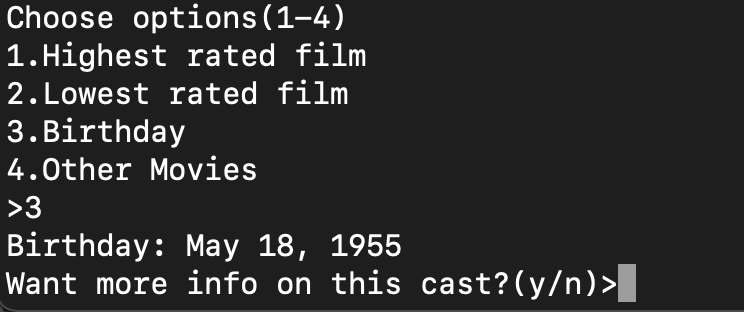 Choose options(1-4)
1.Highest rated film
2.Lowest rated film
3.Birthday
4.Other Movies
>3
Birthday: May 18, 1955
Want more info on this cast?(y/n)>